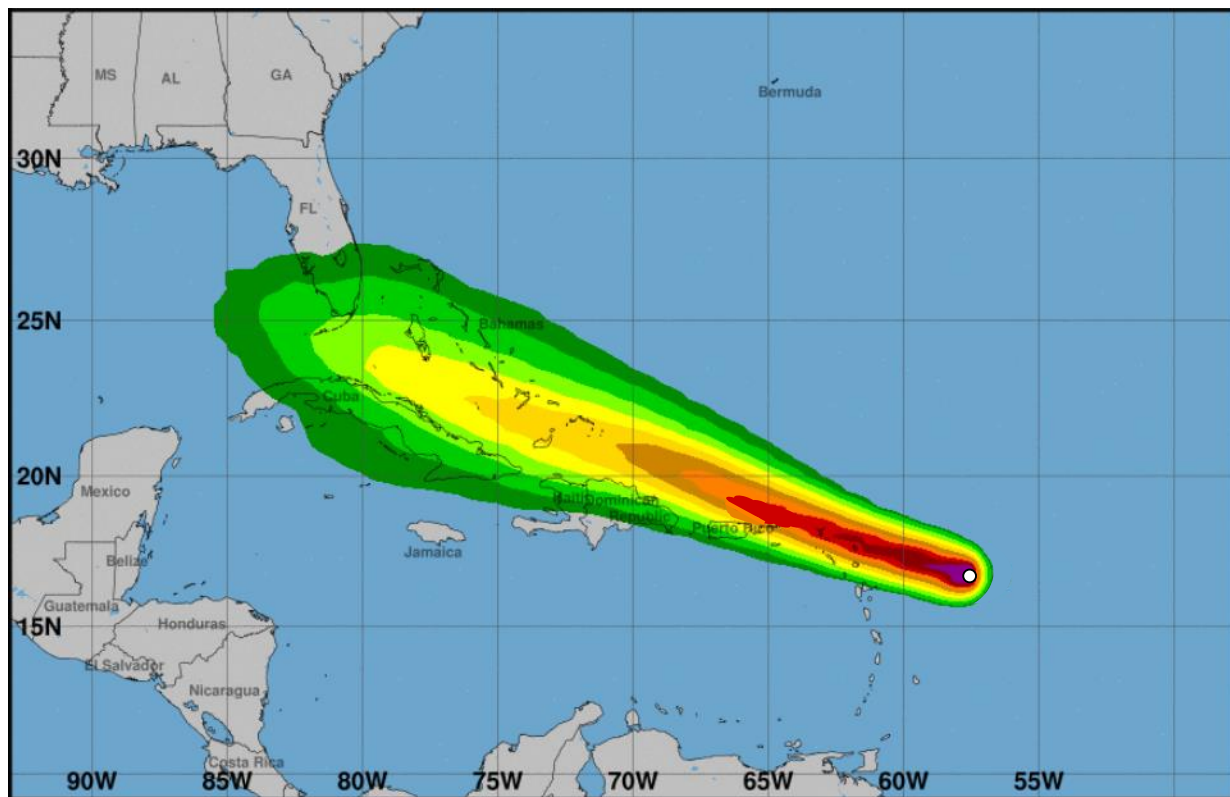 MS
AL
GA
Bermuda
30N
FL
25N
Bahamas
Cuba
20N
Mexico
Haiti
Dominican
Republic
Puerto Rico
Jamaica
Belize
Guatemala
15N
Honduras
El Salvador
Nicaragua
Costa Rica
90W 85W 80W 75W 70W 65W 60W 55W